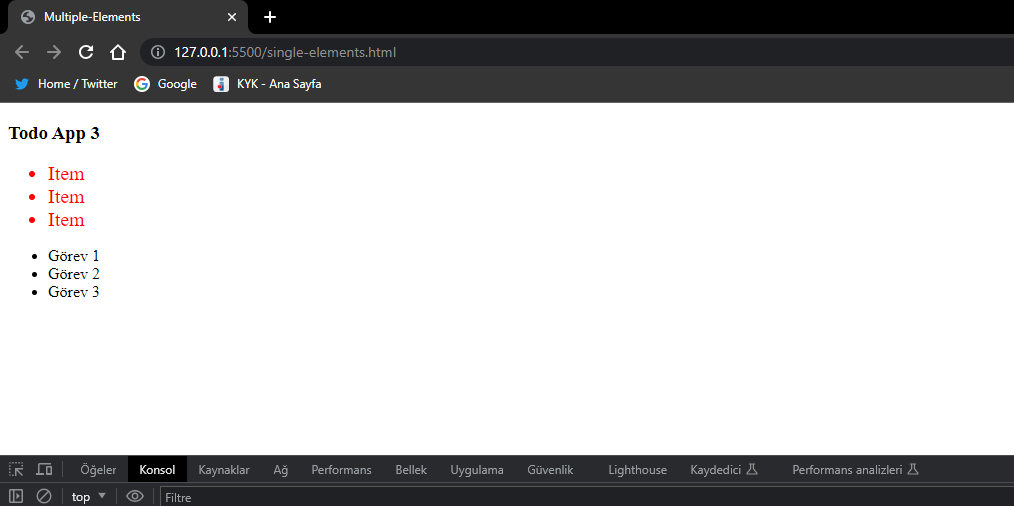 Multiple-Elements
127.0.0.1:5500/single-elements.html
Home / Twitter Google KYK - Ana Sayfa
Todo App 3
Item
Item
Item
Görev 1
Görev 2
Görev 3
Öğeler Konsol Kaynaklar Ağ Performans Bellek Uygulama Güvenlik Lighthouse Kaydedici Performans analizleri
top Filtre